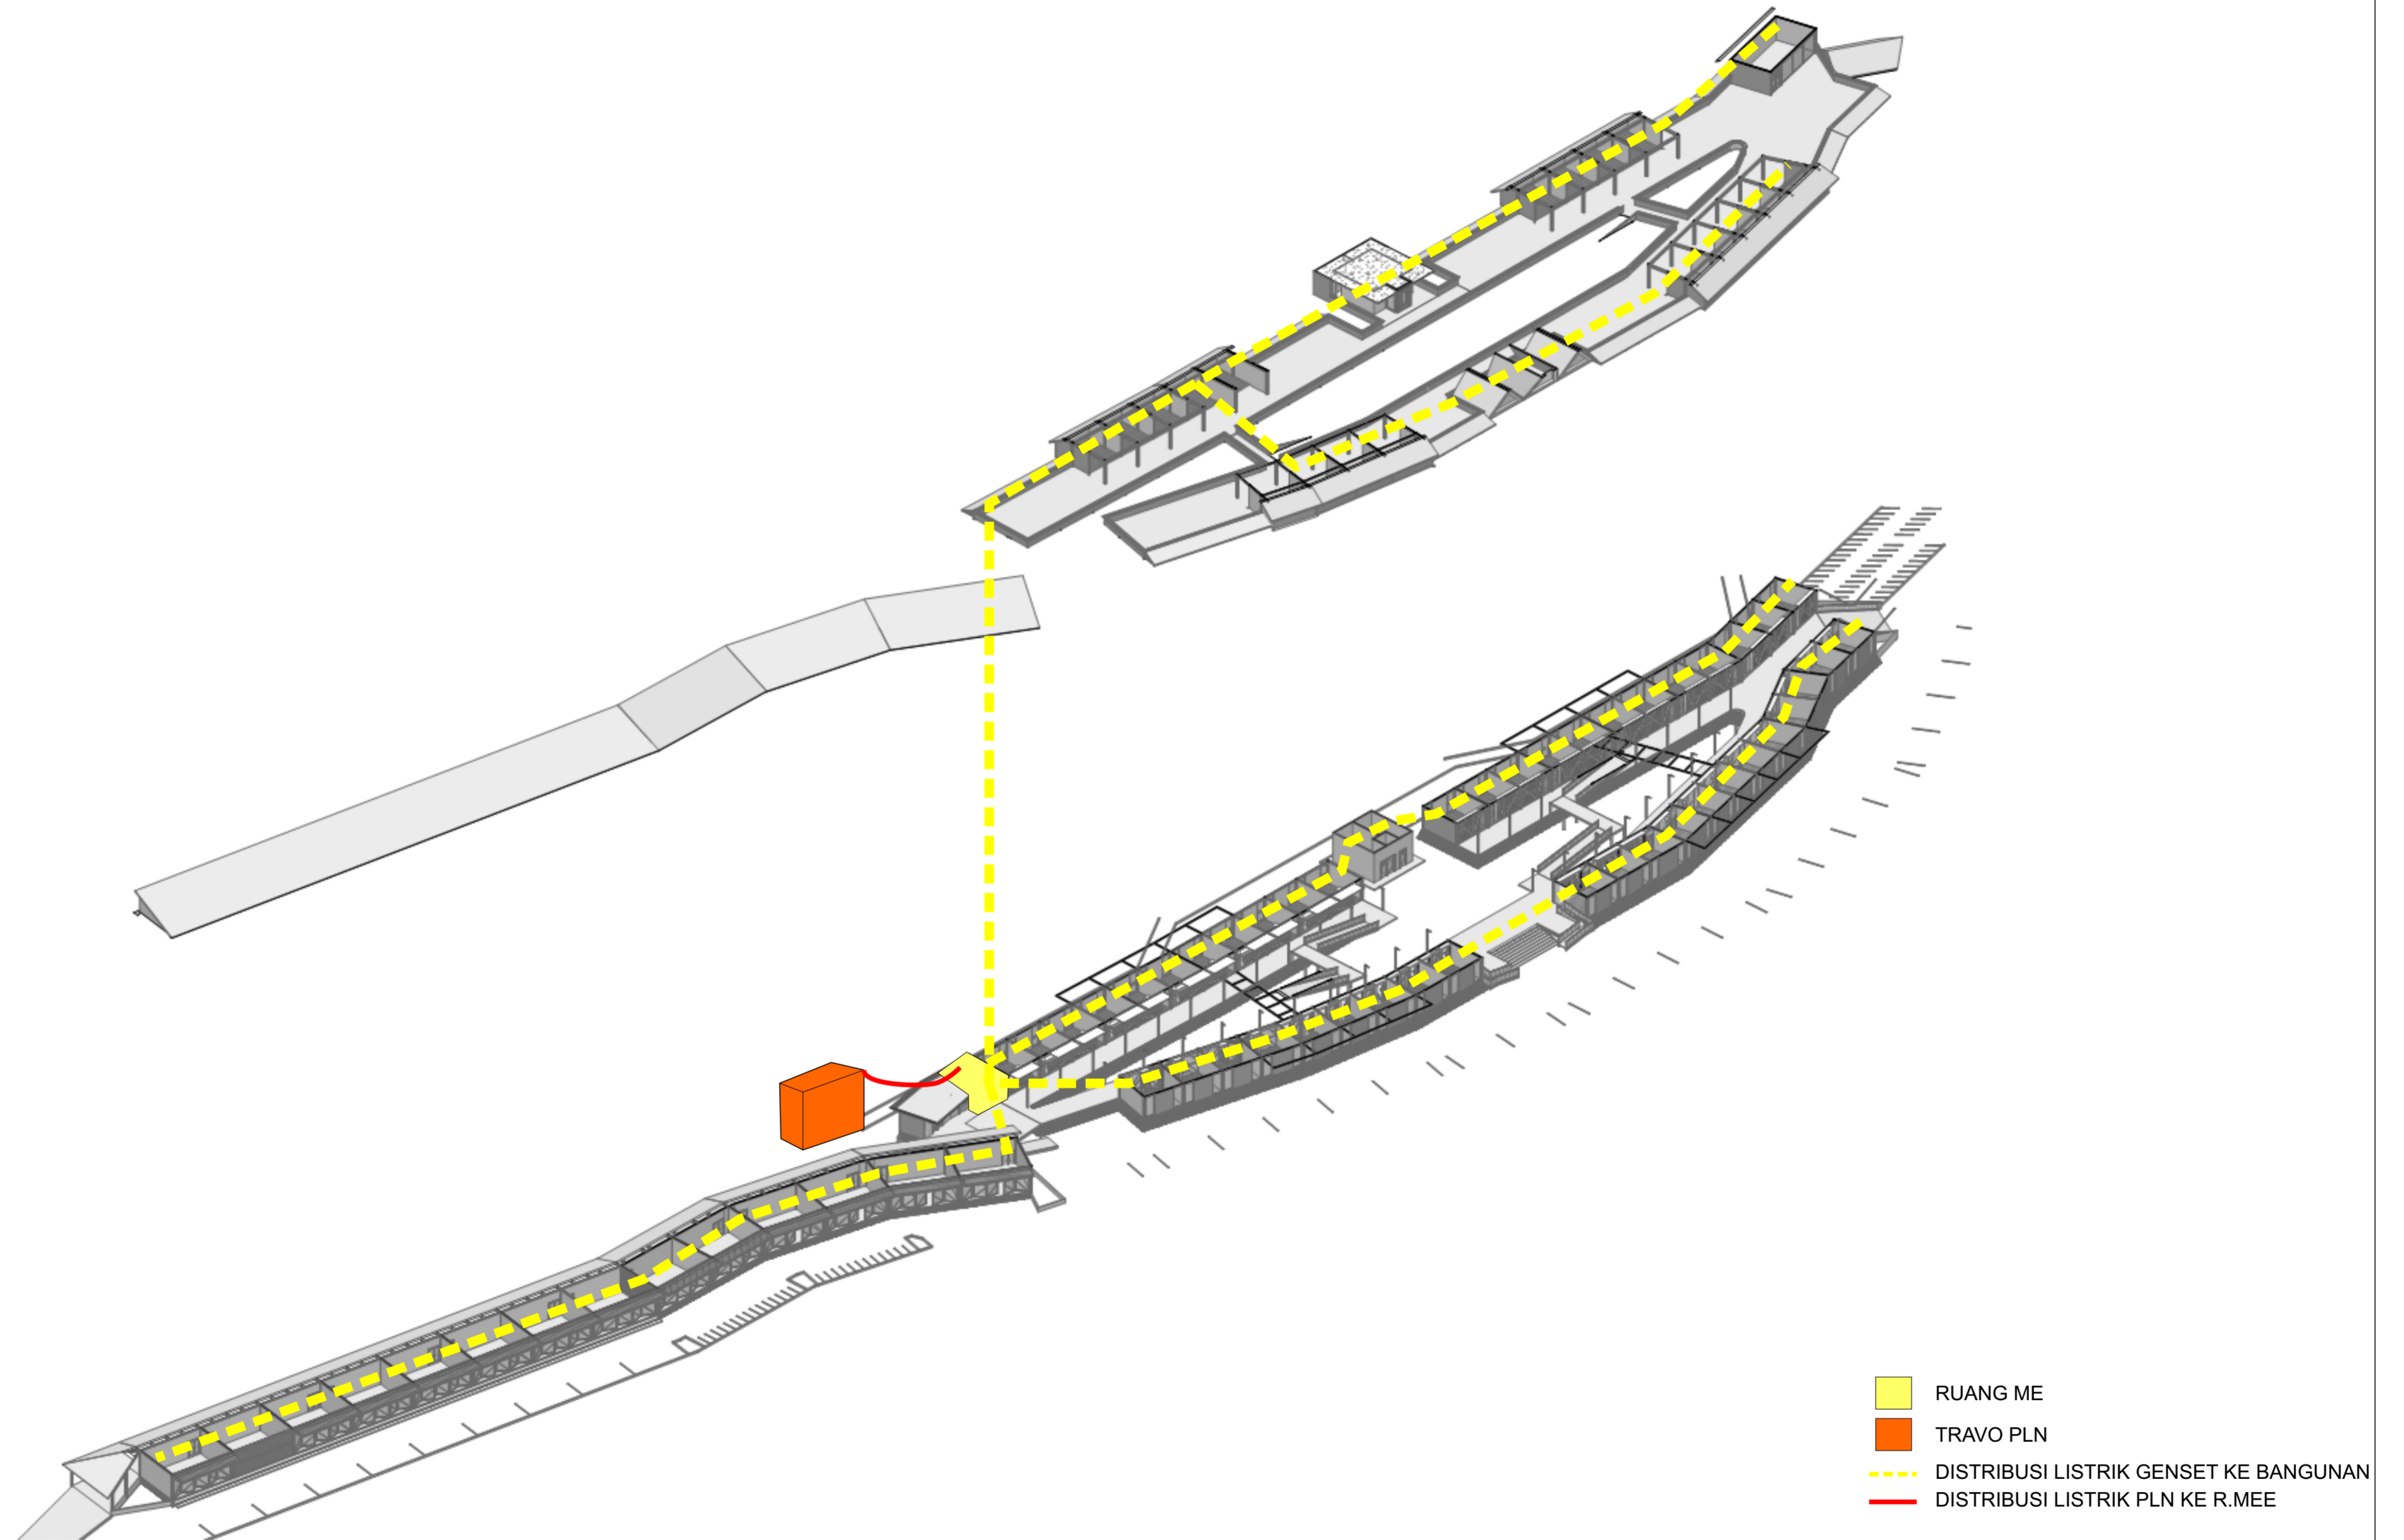 RUANG ME
TRAVO PLN
DISTRIBUSI LISTRIK GENSET KE BANGUNAN
DISTRIBUSI LISTRIK PLN KE R.MEE